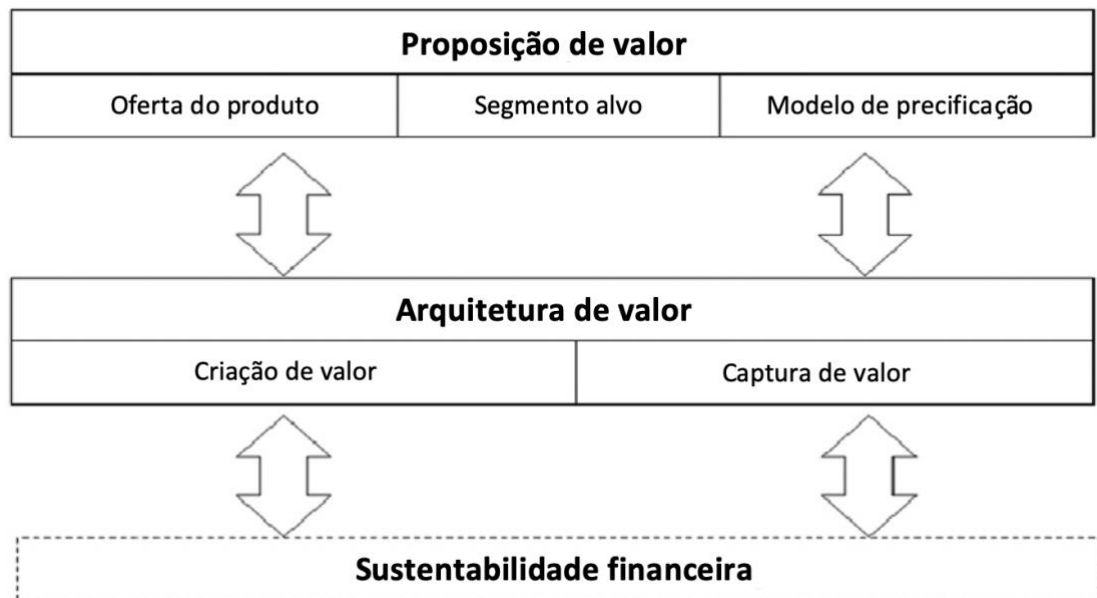 Proposição de valor
Oferta do produto
Segmento alvo
Modelo de precificação
Arquitetura de valor
Criação de valor
Captura de valor
Sustentabilidade financeira